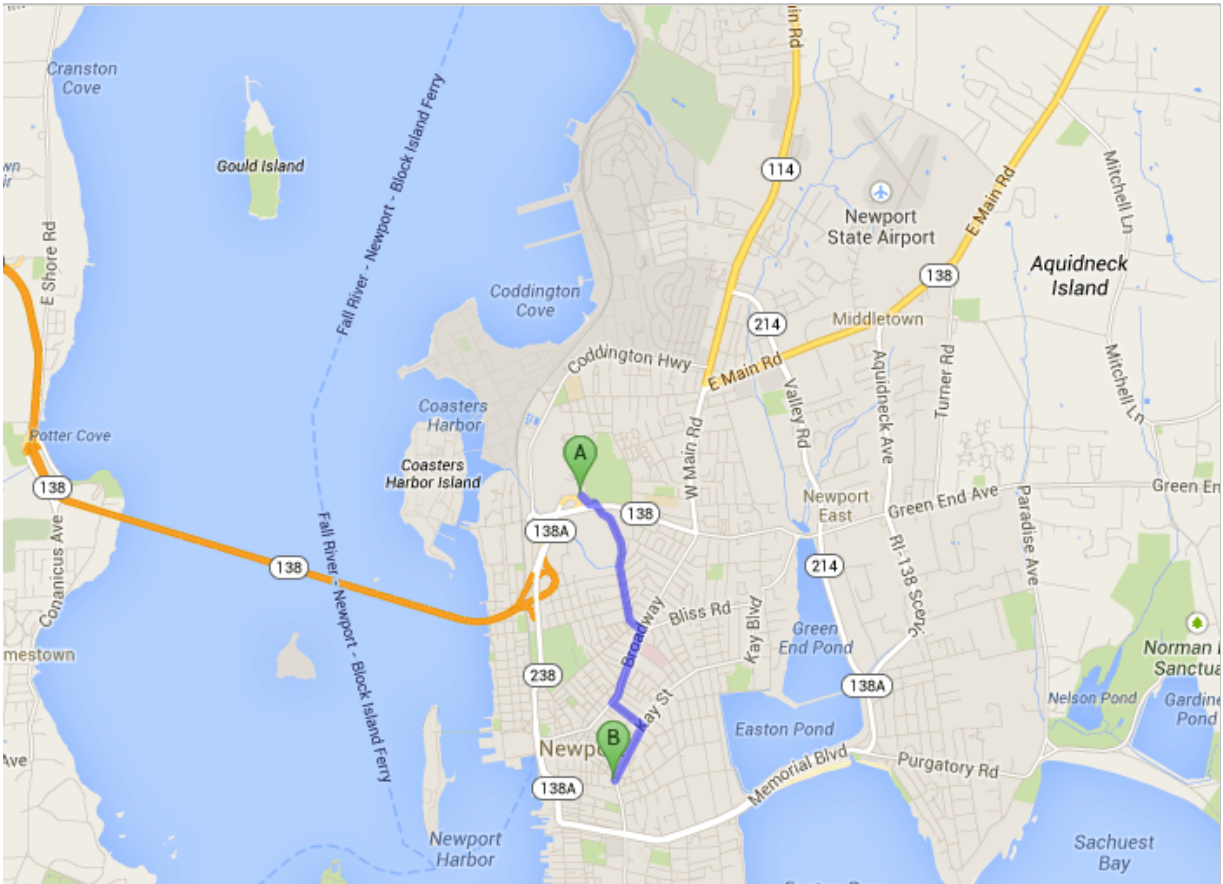 Cranston
Cove
Gould Island
E Shore Rd
Fall River - Newport - Block Island Ferry
Main Rd
114
Newport
State Airport
E Main Rd
138
Mitchell Ln
Aquidneck
Island
Coddington
Cove
214
Middletown
Coddington Hwy
E Main Rd
Aquidneck Ave
Turner Rd
Valley Rd
Mitchell Ln
Coasters
Harbor
Potter Cove
Coasters
Harbor Island
A
W Main Rd
138
138
138A
Newport
East
Green End Ave
Green En
Paradise Ave
Conanicus Ave
Fall River - Newport - Block Island Ferry
138
214
RI-138 Scenic
Bliss Rd
Broadway
Kay Blvd
Green
End Pond
mestown
238
Kay St
138A
Norman
Sanctua
Nelson Pond
Gardine
Pond
B
Easton Pond
Ave
138A
Memorial Blvd
Purgatory Rd
Newport
Harbor
Sachuest
Bay